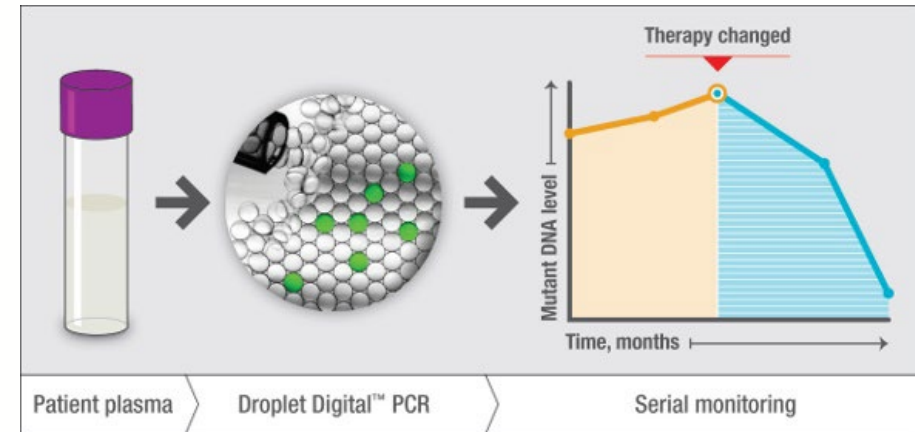 Therapy changed
Mutant DNA level
Time, months
Patient plasma
Droplet Digital™ PCR
Serial monitoring